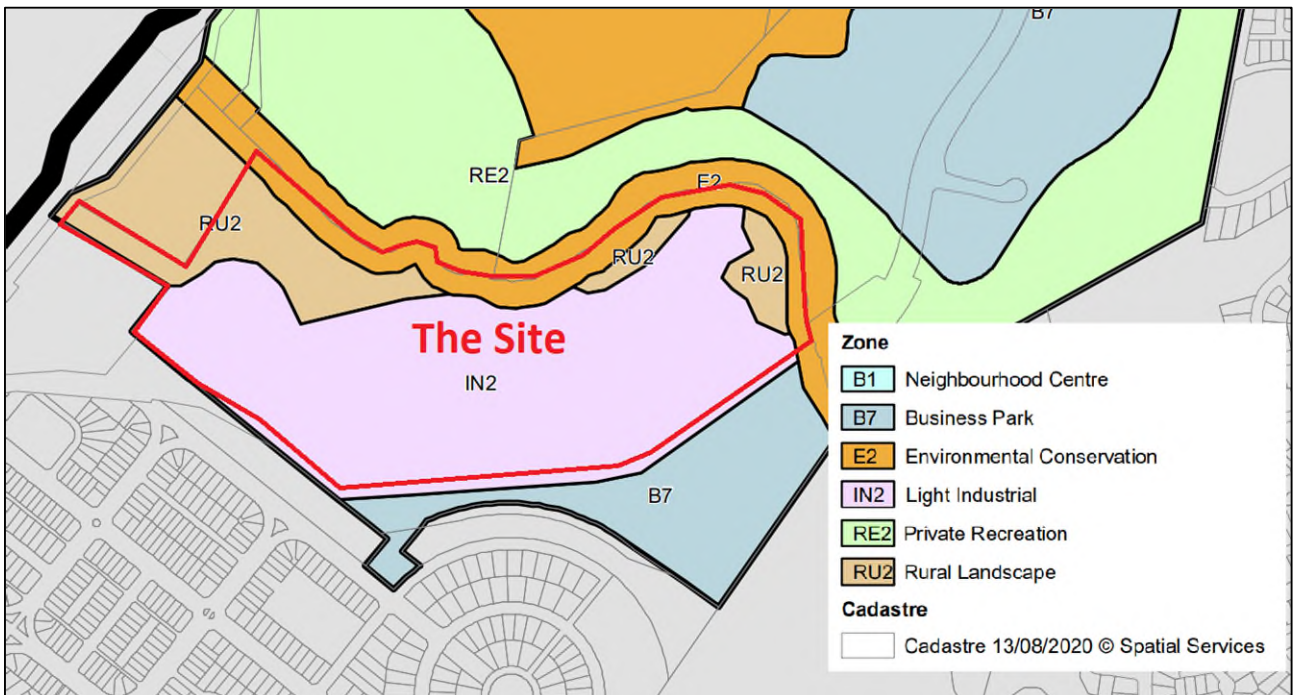 B7
RE2
E2
RU2
RU2
RU2
The Site
IN2
B7
Zone
B1 Neighbourhood Centre
B7 Business Park
E2 Environmental Conservation
IN2 Light Industrial
RE2 Private Recreation
RU2 Rural Landscape
Cadastre
Cadastre 13/08/2020 © Spatial Services